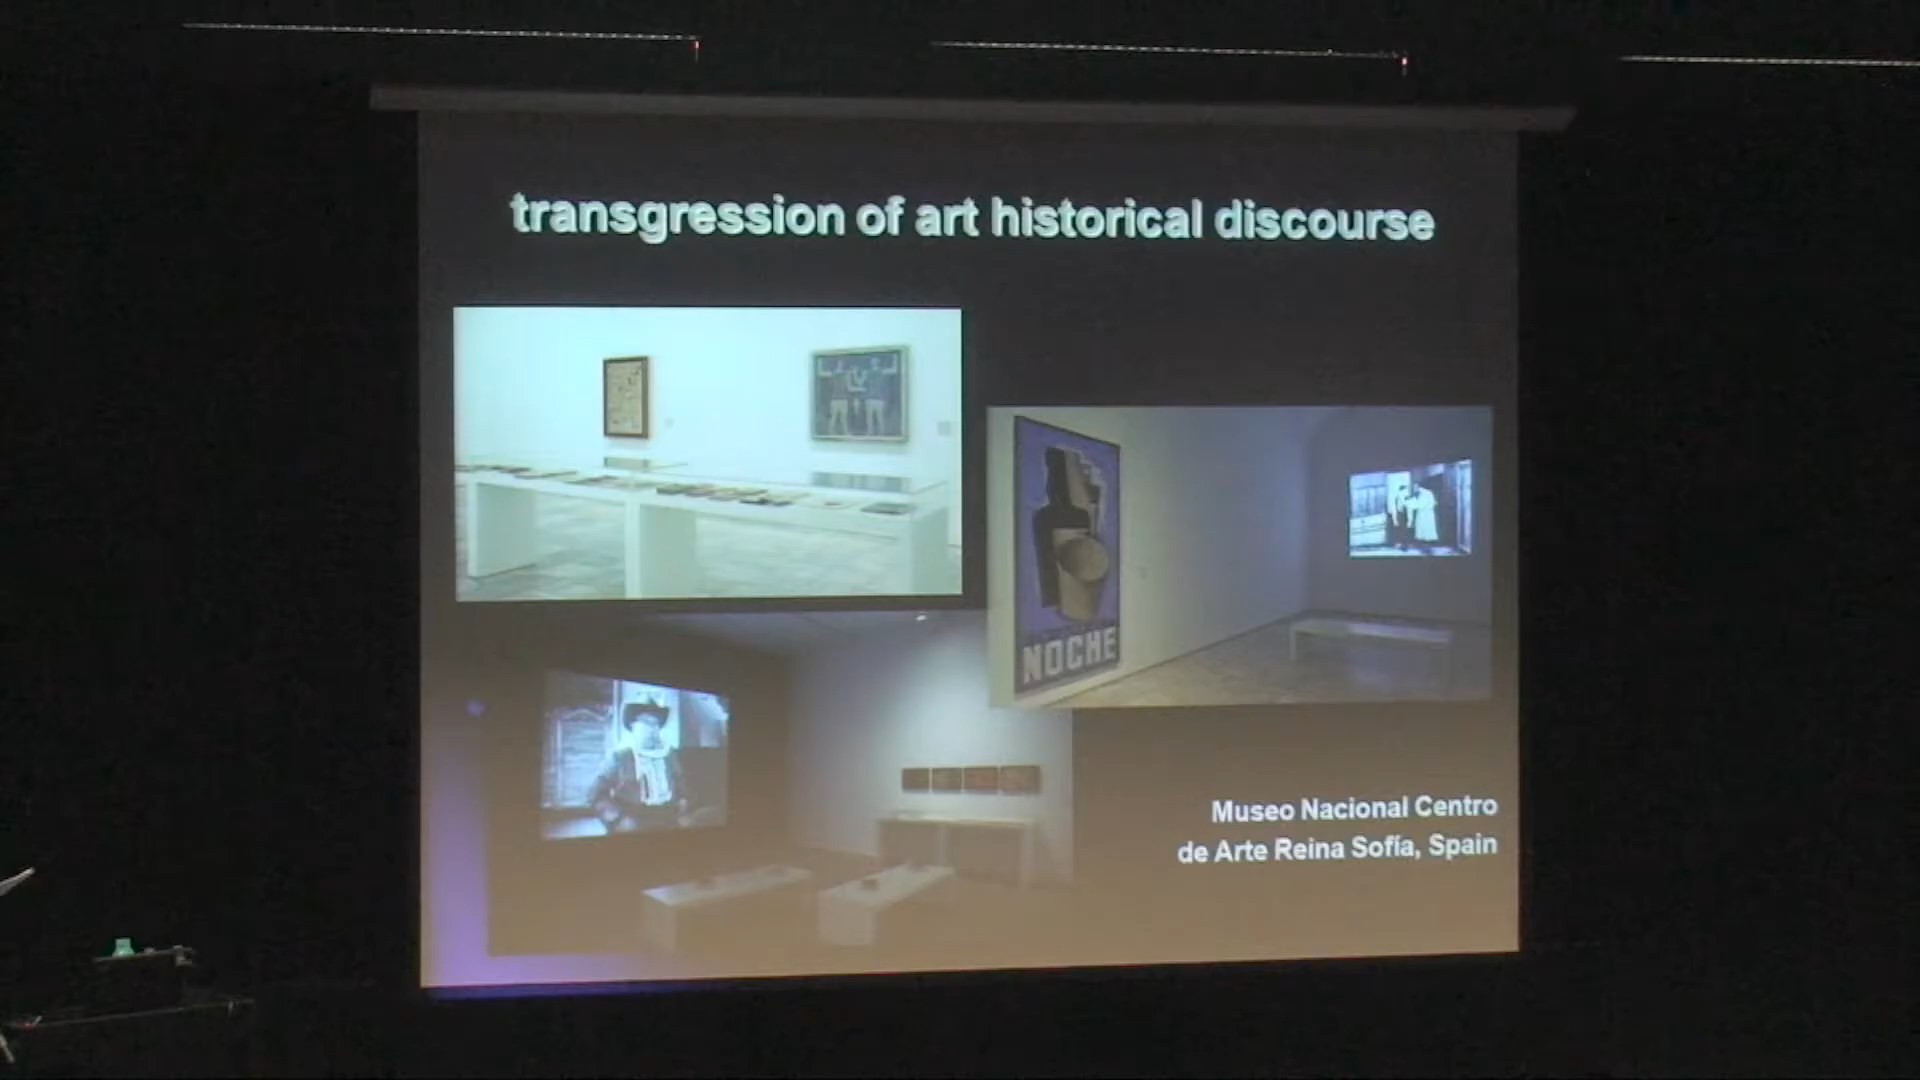 transgression of art historical discourse
NOCHE
Museo Nacional Centro
de Arte Reina Sofía, Spain